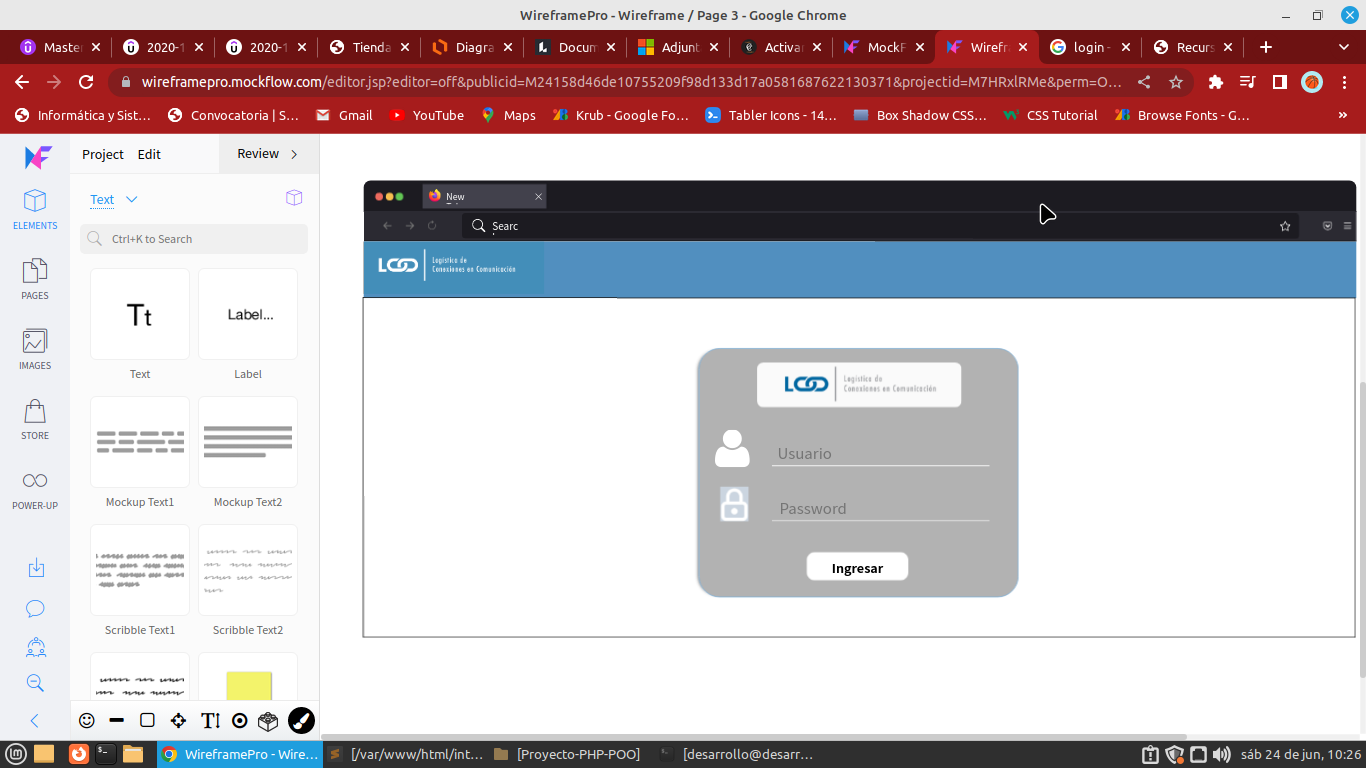 WireframePro - Wireframe / Page 3 - Google Chrome
Master
2020-1
2020-1
Tienda
Diagra
Docum
Adjunt
Activar
MockF
Wirefr
login -
Recurs
wireframepro.mockflow.com/editor.jsp?editor=off&publicid=M24158d46de10755209f98d133d17a0581687622130371&projectid=M7HRxlRMe&perm=O...
Informática y Sist...
Convocatoria | S...
Gmail
YouTube
Maps
Krub - Google Fo...
Tabler Icons - 14...
Box Shadow CSS...
CSS Tutorial
Browse Fonts - G...
»
Project Edit Review
Text
Ctrl+K to Search
ELEMENTS
PAGES
IMAGES
STORE
POWER-UP
Tt
Label...
Text
Label
Mockup Text1
Mockup Text2
Scribble Text1
Scribble Text2
New
Searc
LCO Logística de
Conexiones en Comunicación
LCO Logística de
Conexiones en Comunicación
Usuario
Password
Ingresar
WireframePro - Wire...
[/var/www/html/int...
[Proyecto-PHP-POO]
[desarrollo@desarr...
sáb 24 de jun, 10:26